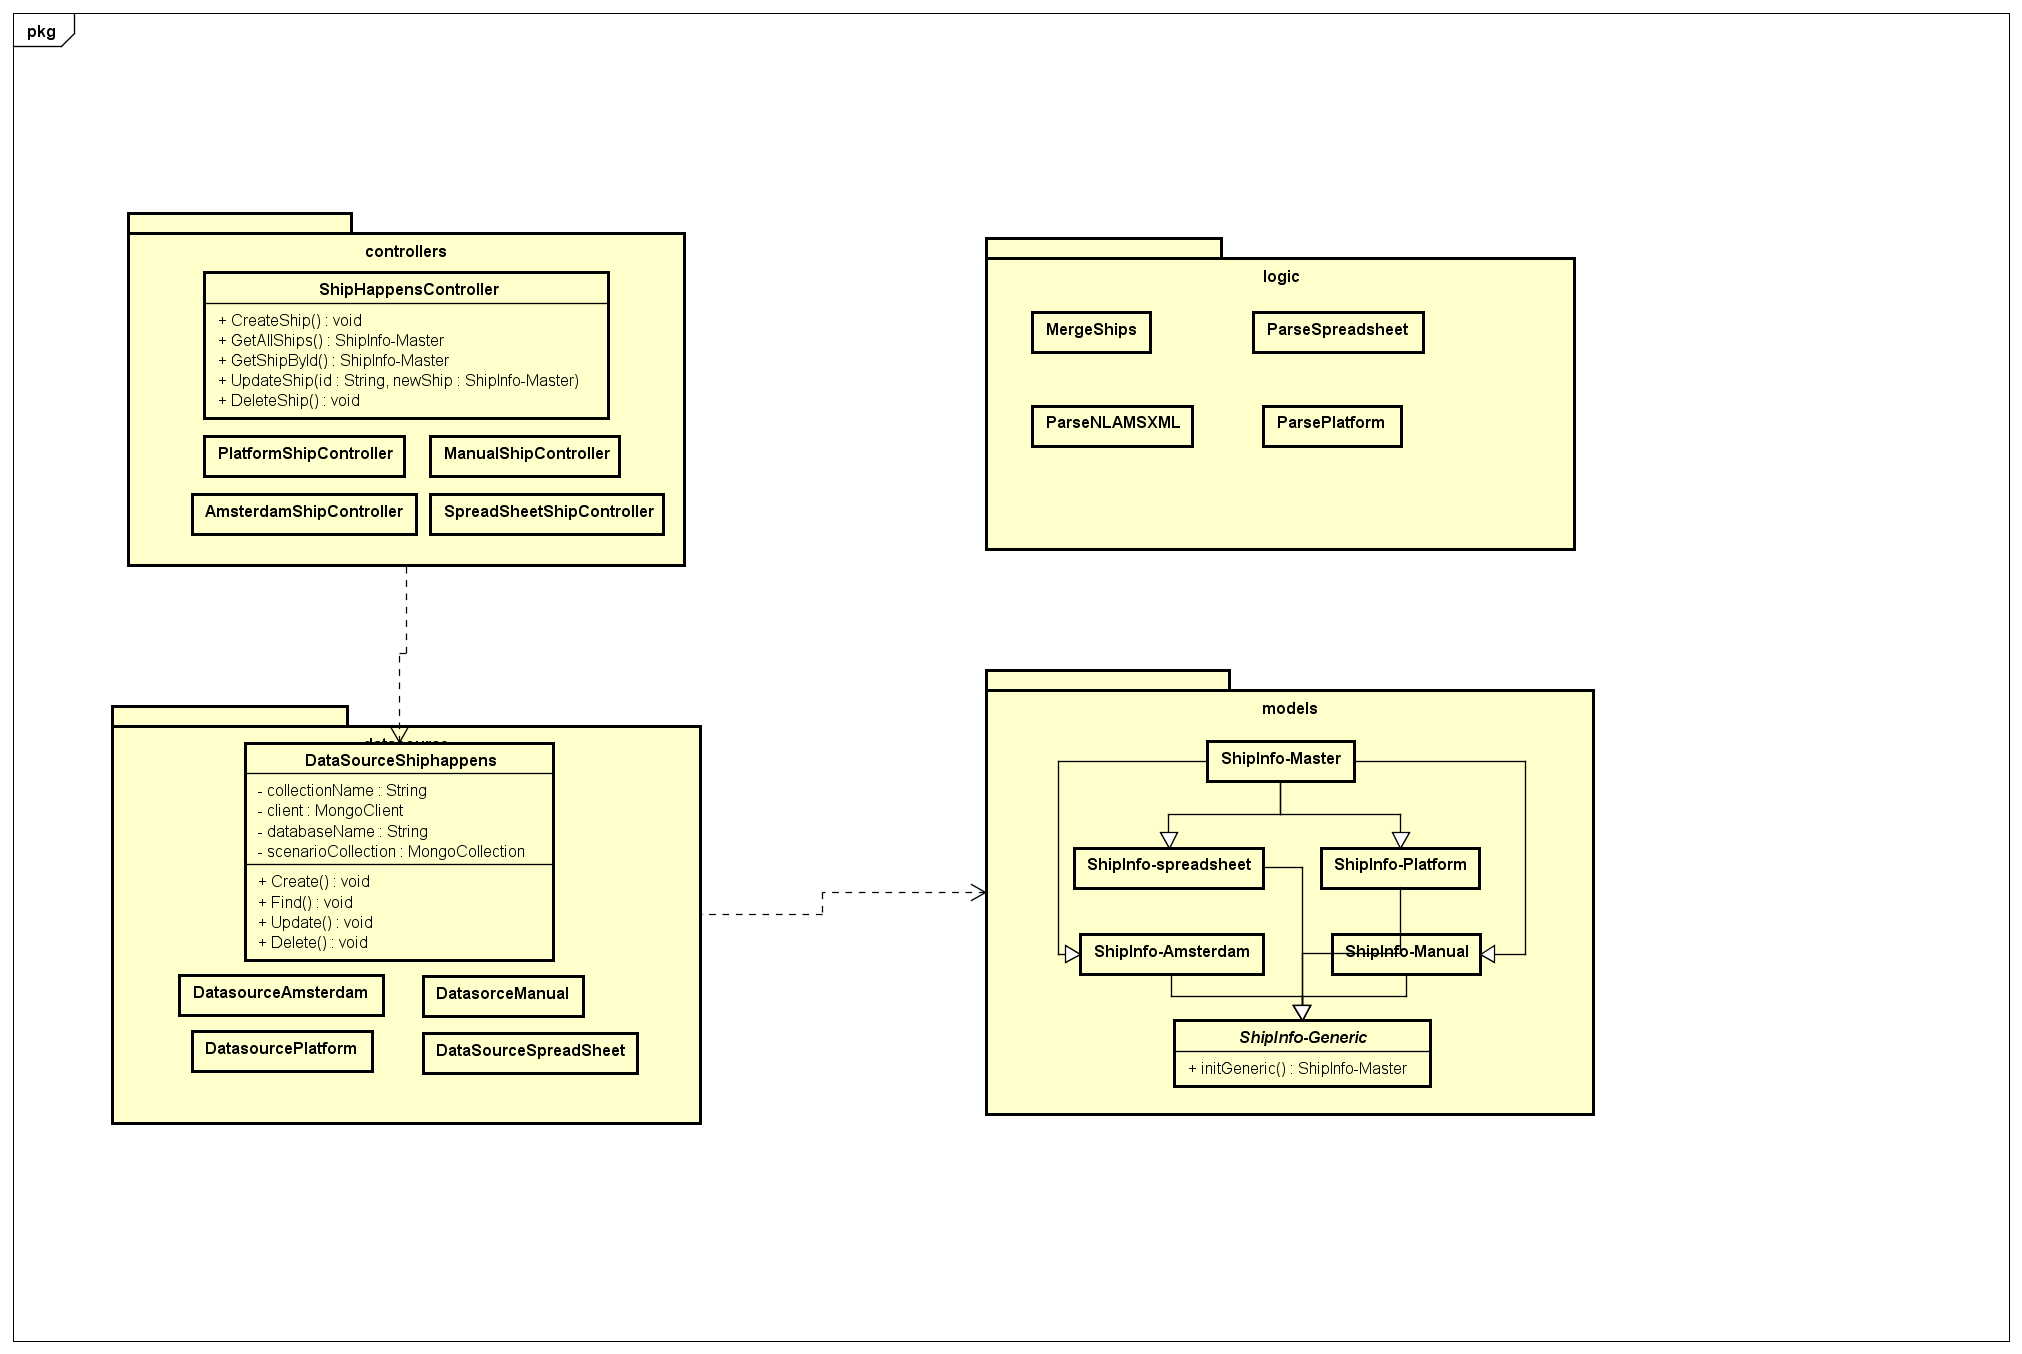 pkg
controllers
ShipHappensController
+ CreateShip() : void
+ GetAllShips() : ShipInfo-Master
+ GetShipById() : ShipInfo-Master
+ UpdateShip(id : String, newShip : ShipInfo-Master)
+ DeleteShip() : void
PlatformShipController
ManualShipController
AmsterdamShipController
SpreadSheetShipController
logic
MergeShips
ParseSpreadsheet
ParseNLAMSXML
ParsePlatform
DataSourceShiphappens
- collectionName : String
- client : MongoClient
- databaseName : String
- scenarioCollection : MongoCollection
+ Create() : void
+ Find() : void
+ Update() : void
+ Delete() : void
DatasourceAmsterdam
DatasorceManual
DatasourcePlatform
DataSourceSpreadSheet
models
ShipInfo-Master
ShipInfo-spreadsheet
ShipInfo-Platform
ShipInfo-Amsterdam
ShipInfo-Manual
ShipInfo-Generic
+ initGeneric() : ShipInfo-Master